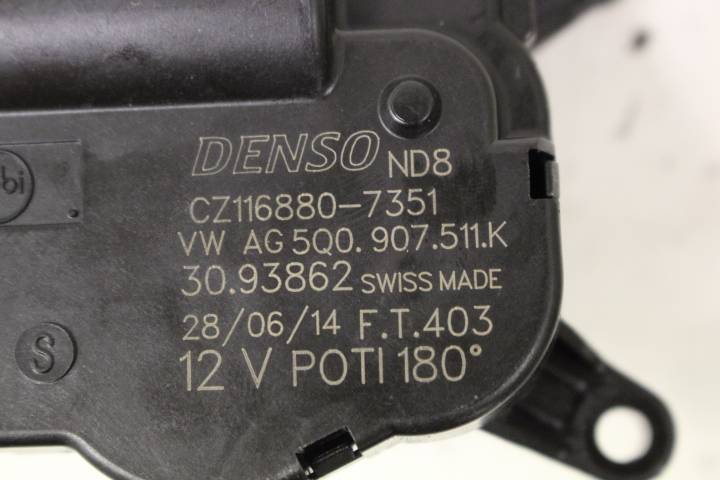 DENSO ND8
CZ116880-7351
VW AG 5Q0.907.511.K
30.93862 SWISS MADE
28/06/14 F.T.403
12 V POTI 180°
bi
S